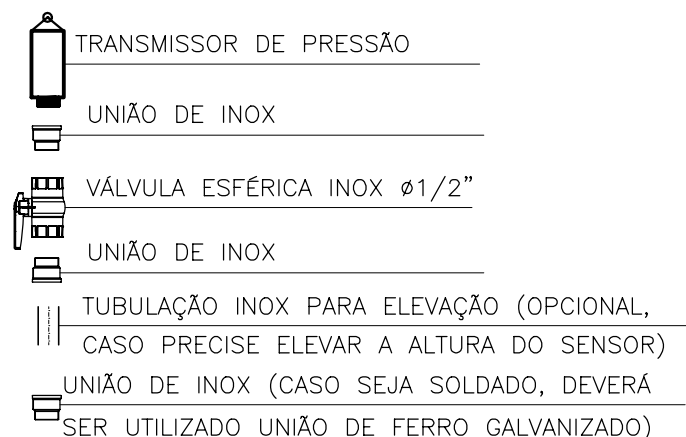 TRANSMISSOR DE PRESSÃO
UNIÃO DE INOX
VÁLVULA ESFÉRICA INOX ø1/2”
UNIÃO DE INOX
TUBULAÇÃO INOX PARA ELEVAÇÃO (OPCIONAL,
CASO PRECISE ELEVAR A ALTURA DO SENSOR)
UNIÃO DE INOX (CASO SEJA SOLDADO, DEVERÁ
SER UTILIZADO UNIÃO DE FERRO GALVANIZADO)